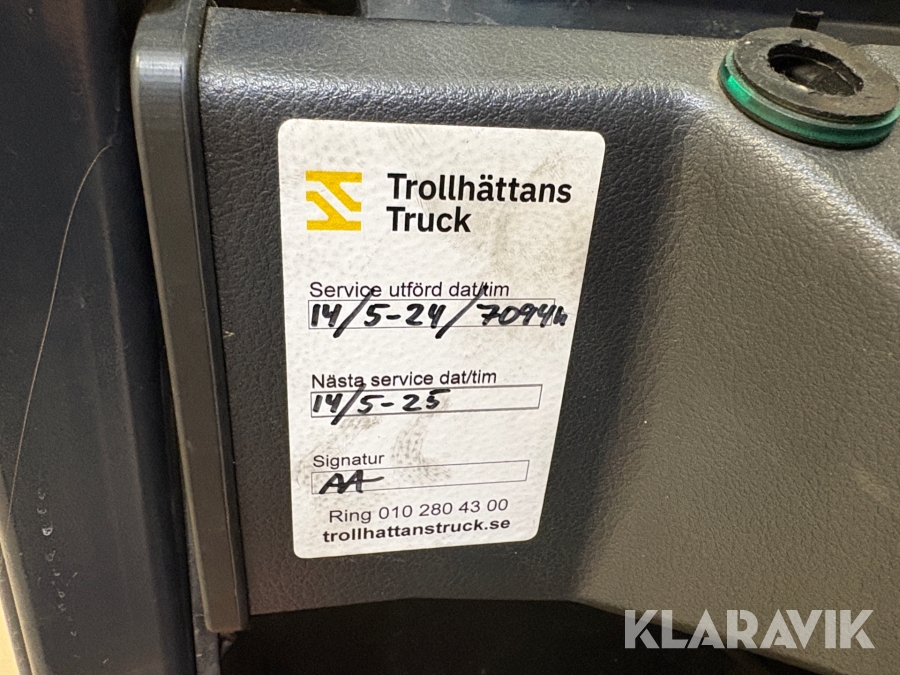 Trollhättans
Truck
Service utförd dat/tim
14/5-24/7094h
Nästa service dat/tim
14/5-25
Signatur
AA
Ring 010 280 43 00
trollhattanstruck.se
KLARAVIK